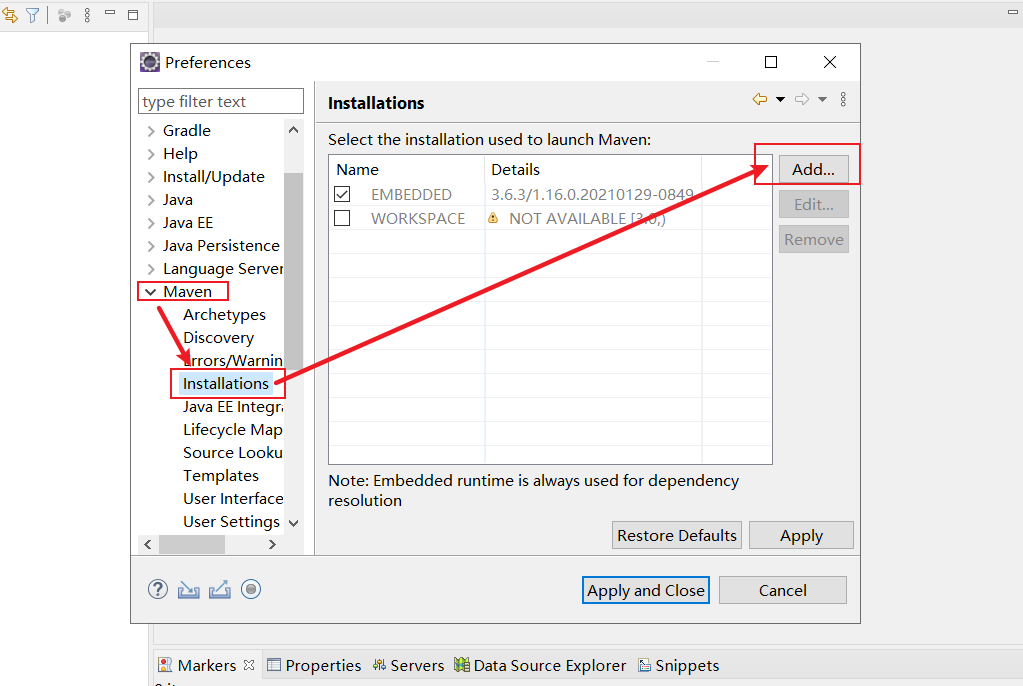 Preferences
type filter text
Installations
Gradle
Help
Install/Update
Java
Java EE
Java Persistence
Language Server
Maven
Archetypes
Discovery
Errors/Warnin
Installations
Java EE Integra
Lifecycle Map
Source Looku
Templates
User Interface
User Settings
Select the installation used to launch Maven:
Name Details
EMBEDDED 3.6.3/1.16.0.20210129-0849
WORKSPACE NOT AVAILABLE [3.0,)
Add...
Edit...
Remove
Note: Embedded runtime is always used for dependency
resolution
Restore Defaults Apply
Apply and Close Cancel
Markers Properties Servers Data Source Explorer Snippets